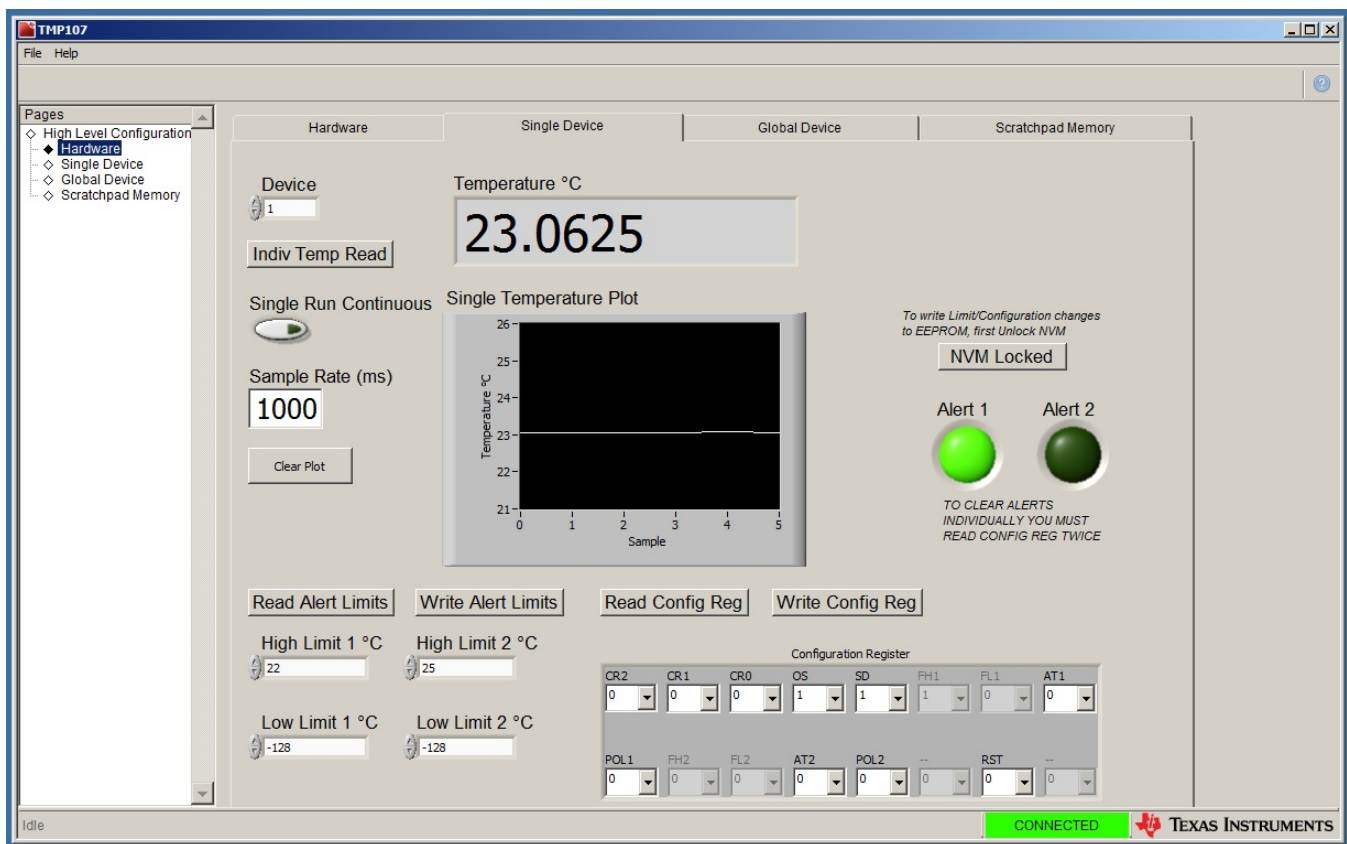 TMP107
File Help
Pages
High Level Configuration
Hardware
Single Device
Global Device
Scratchpad Memory
Hardware Single Device Global Device Scratchpad Memory
Device
1
Indiv Temp Read
Temperature °C
23.0625
Single Run Continuous
Sample Rate (ms)
1000
Clear Plot
Single Temperature Plot
Temperature °C
26
25
24
23
22
21
0 1 2 3 4 5
Sample
To write Limit/Configuration changes
to EEPROM, first Unlock NVM
NVM Locked
Alert 1 Alert 2
TO CLEAR ALERTS
INDIVIDUALLY YOU MUST
READ CONFIG REG TWICE
Read Alert Limits Write Alert Limits Read Config Reg Write Config Reg
High Limit 1 °C High Limit 2 °C
22 25
Low Limit 1 °C Low Limit 2 °C
-128 -128
Configuration Register
CR2 CR1 CR0 OS SD FH1 FL1 AT1
0 0 0 1 1 1 0 0
POL1 FH2 FL2 AT2 POL2 -- RST --
0 0 0 0 0 0 0 0
Idle CONNECTED TEXAS INSTRUMENTS